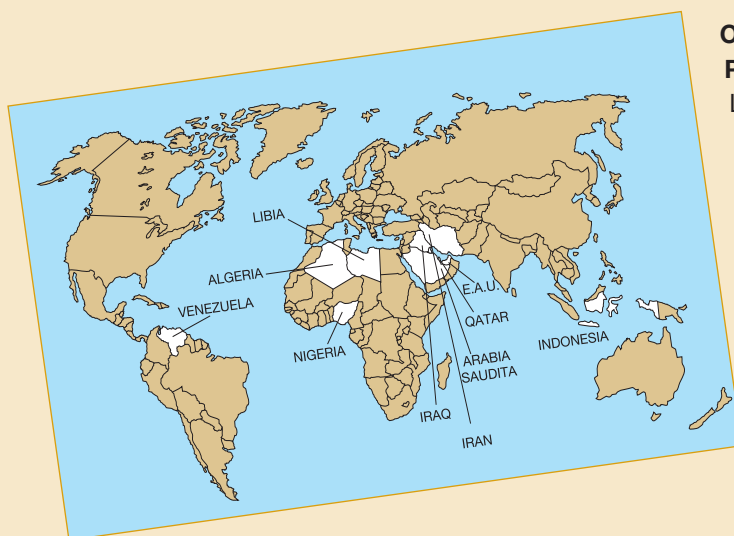 LIBIA
ALGERIA
VENEZUELA
NIGERIA
E.A.U.
QATAR
ARABIA
SAUDITA
INDONESIA
IRAQ
IRAN